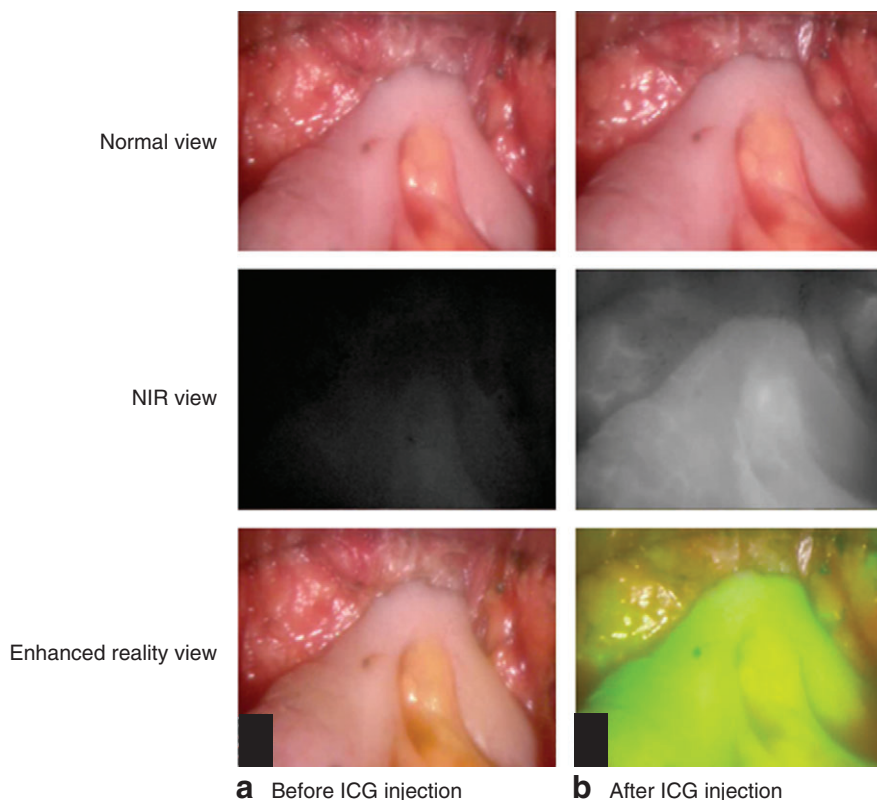 Normal view
NIR view
Enhanced reality view
a Before ICG injection
b After ICG injection